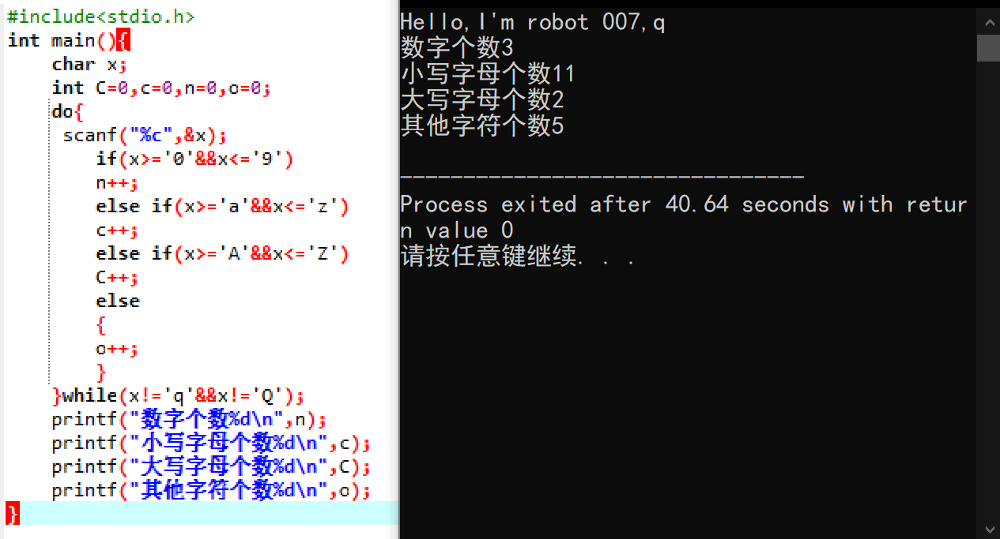 #include<stdio.h>
int main(){
char x;
int C=0,c=0,n=0,o=0;
do{
scanf("%c",&x);
if(x>='0'&&x<='9')
n++;
else if(x>='a'&&x<='z')
c++;
else if(x>='A'&&x<='Z')
C++;
else
{
o++;
}
}while(x!='q'&&x!='Q');
printf("数字个数%d\n",n);
printf("小写字母个数%d\n",c);
printf("大写字母个数%d\n",C);
printf("其他字符个数%d\n",o);
}
Hello,I'm robot 007,q
数字个数3
小写字母个数11
大写字母个数2
其他字符个数5
--------------------------------
Process exited after 40.64 seconds with retur
n value 0
请按任意键继续. . .